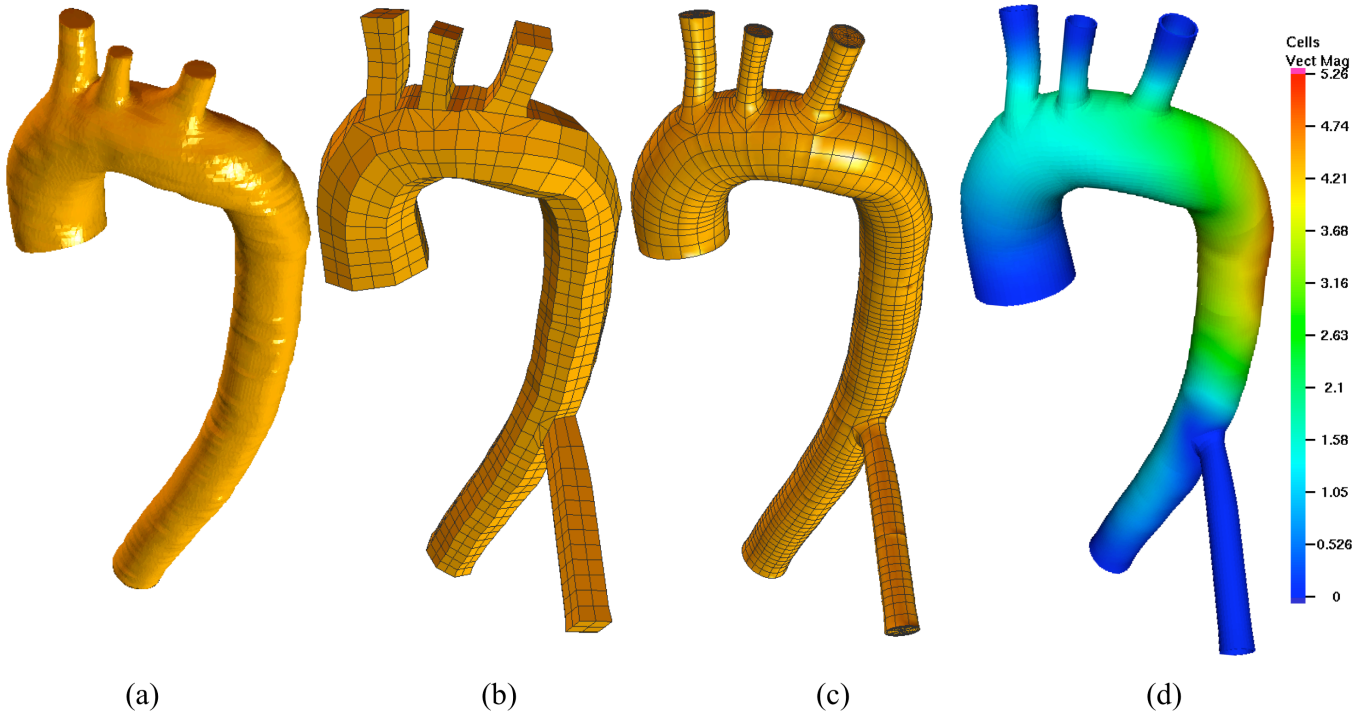 Cells
Vect Mag
5.26
4.74
4.21
3.68
3.16
2.63
2.1
1.58
1.05
0.526
0
(a)
(b)
(c)
(d)